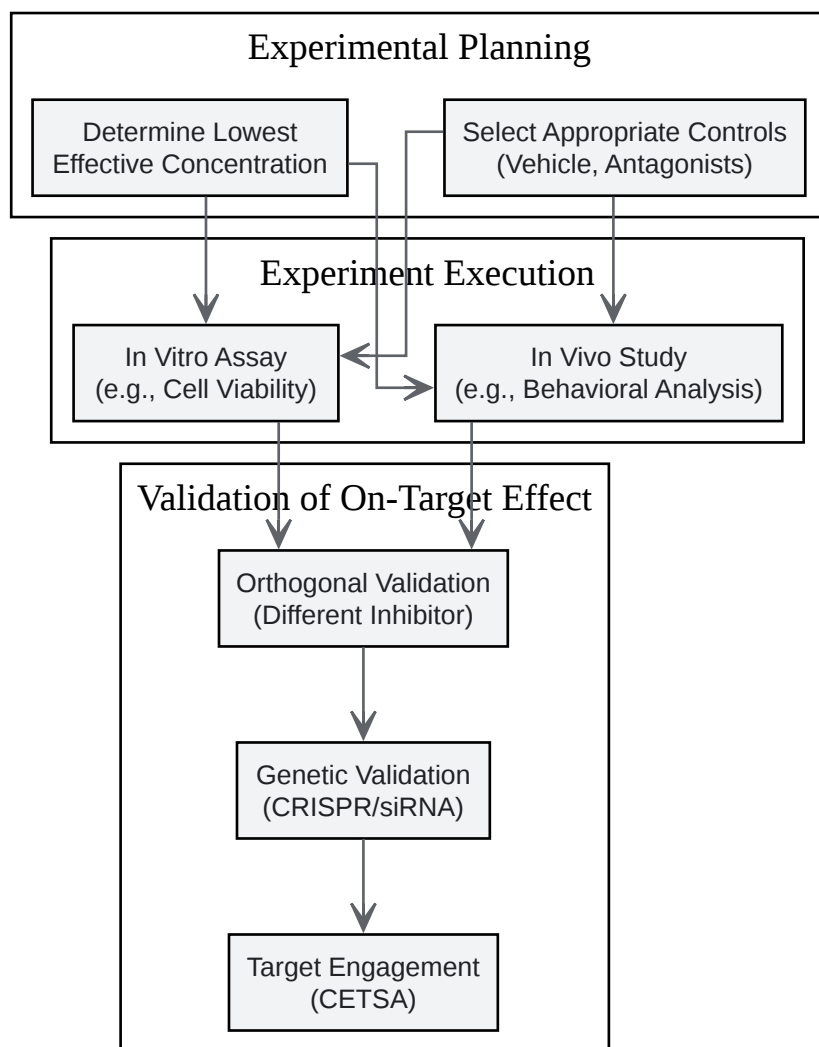 Experimental Planning
Determine Lowest
Effective Concentration
Select Appropriate Controls
(Vehicle, Antagonists)
Experiment Execution
In Vitro Assay
(e.g., Cell Viability)
In Vivo Study
(e.g., Behavioral Analysis)
Validation of On-Target Effect
Orthogonal Validation
(Different Inhibitor)
Genetic Validation
(CRISPR/siRNA)
Target Engagement
(CETSA)